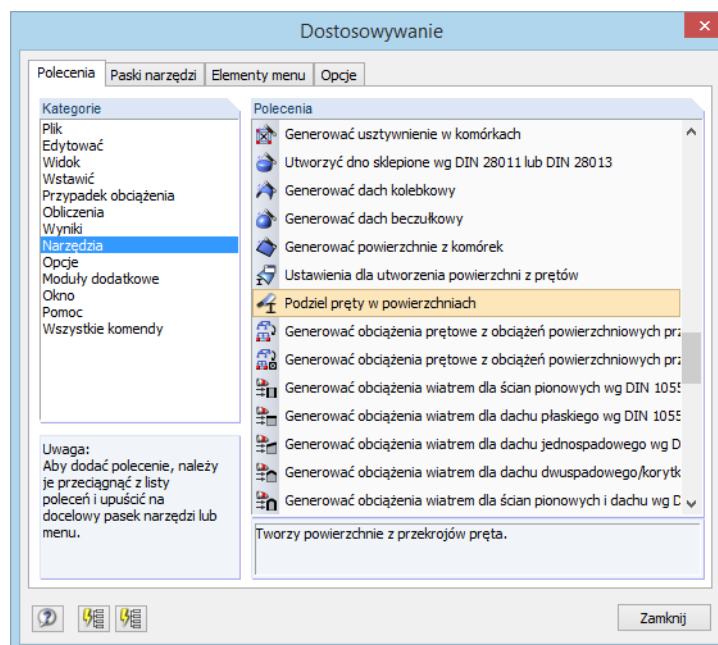 Dostosowywanie
Polecenia
Paski narzędzi
Elementy menu
Opcje
Kategorie
Plik
Edytować
Widok
Wstawić
Przypadek obciążenia
Obliczenia
Wyniki
Narzędzia
Opcje
Moduły dodatkowe
Okno
Pomoc
Wszystkie komendy
Uwaga:
Aby dodać polecenie, należy
je przeciągnąć z listy
poleceń i upuścić na
docelowy pasek narzędzi lub
menu.
Polecenia
Generować usztywnienie w komórkach
Utworzyć dno sklepione wg DIN 28011 lub DIN 28013
Generować dach kolebkowy
Generować dach beczułkowy
Generować powierzchnie z komórek
Ustawienia dla utworzenia powierzchni z prętów
Podziel pręty w powierzchniach
Generować obciążenia prętowe z obciążeń powierzchniowych prz
Generować obciążenia prętowe z obciążeń powierzchniowych prz
Generować obciążenia wiatrem dla ścian pionowych wg DIN 1055
Generować obciążenia wiatrem dla dachu płaskiego wg DIN 1055
Generować obciążenia wiatrem dla dachu jednospadowego wg D
Generować obciążenia wiatrem dla dachu dwuspadowego/korytk
Generować obciążenia wiatrem dla ścian pionowych i dachu wg D
Tworzy powierzchnie z przekrojów pręta.
Zamknij